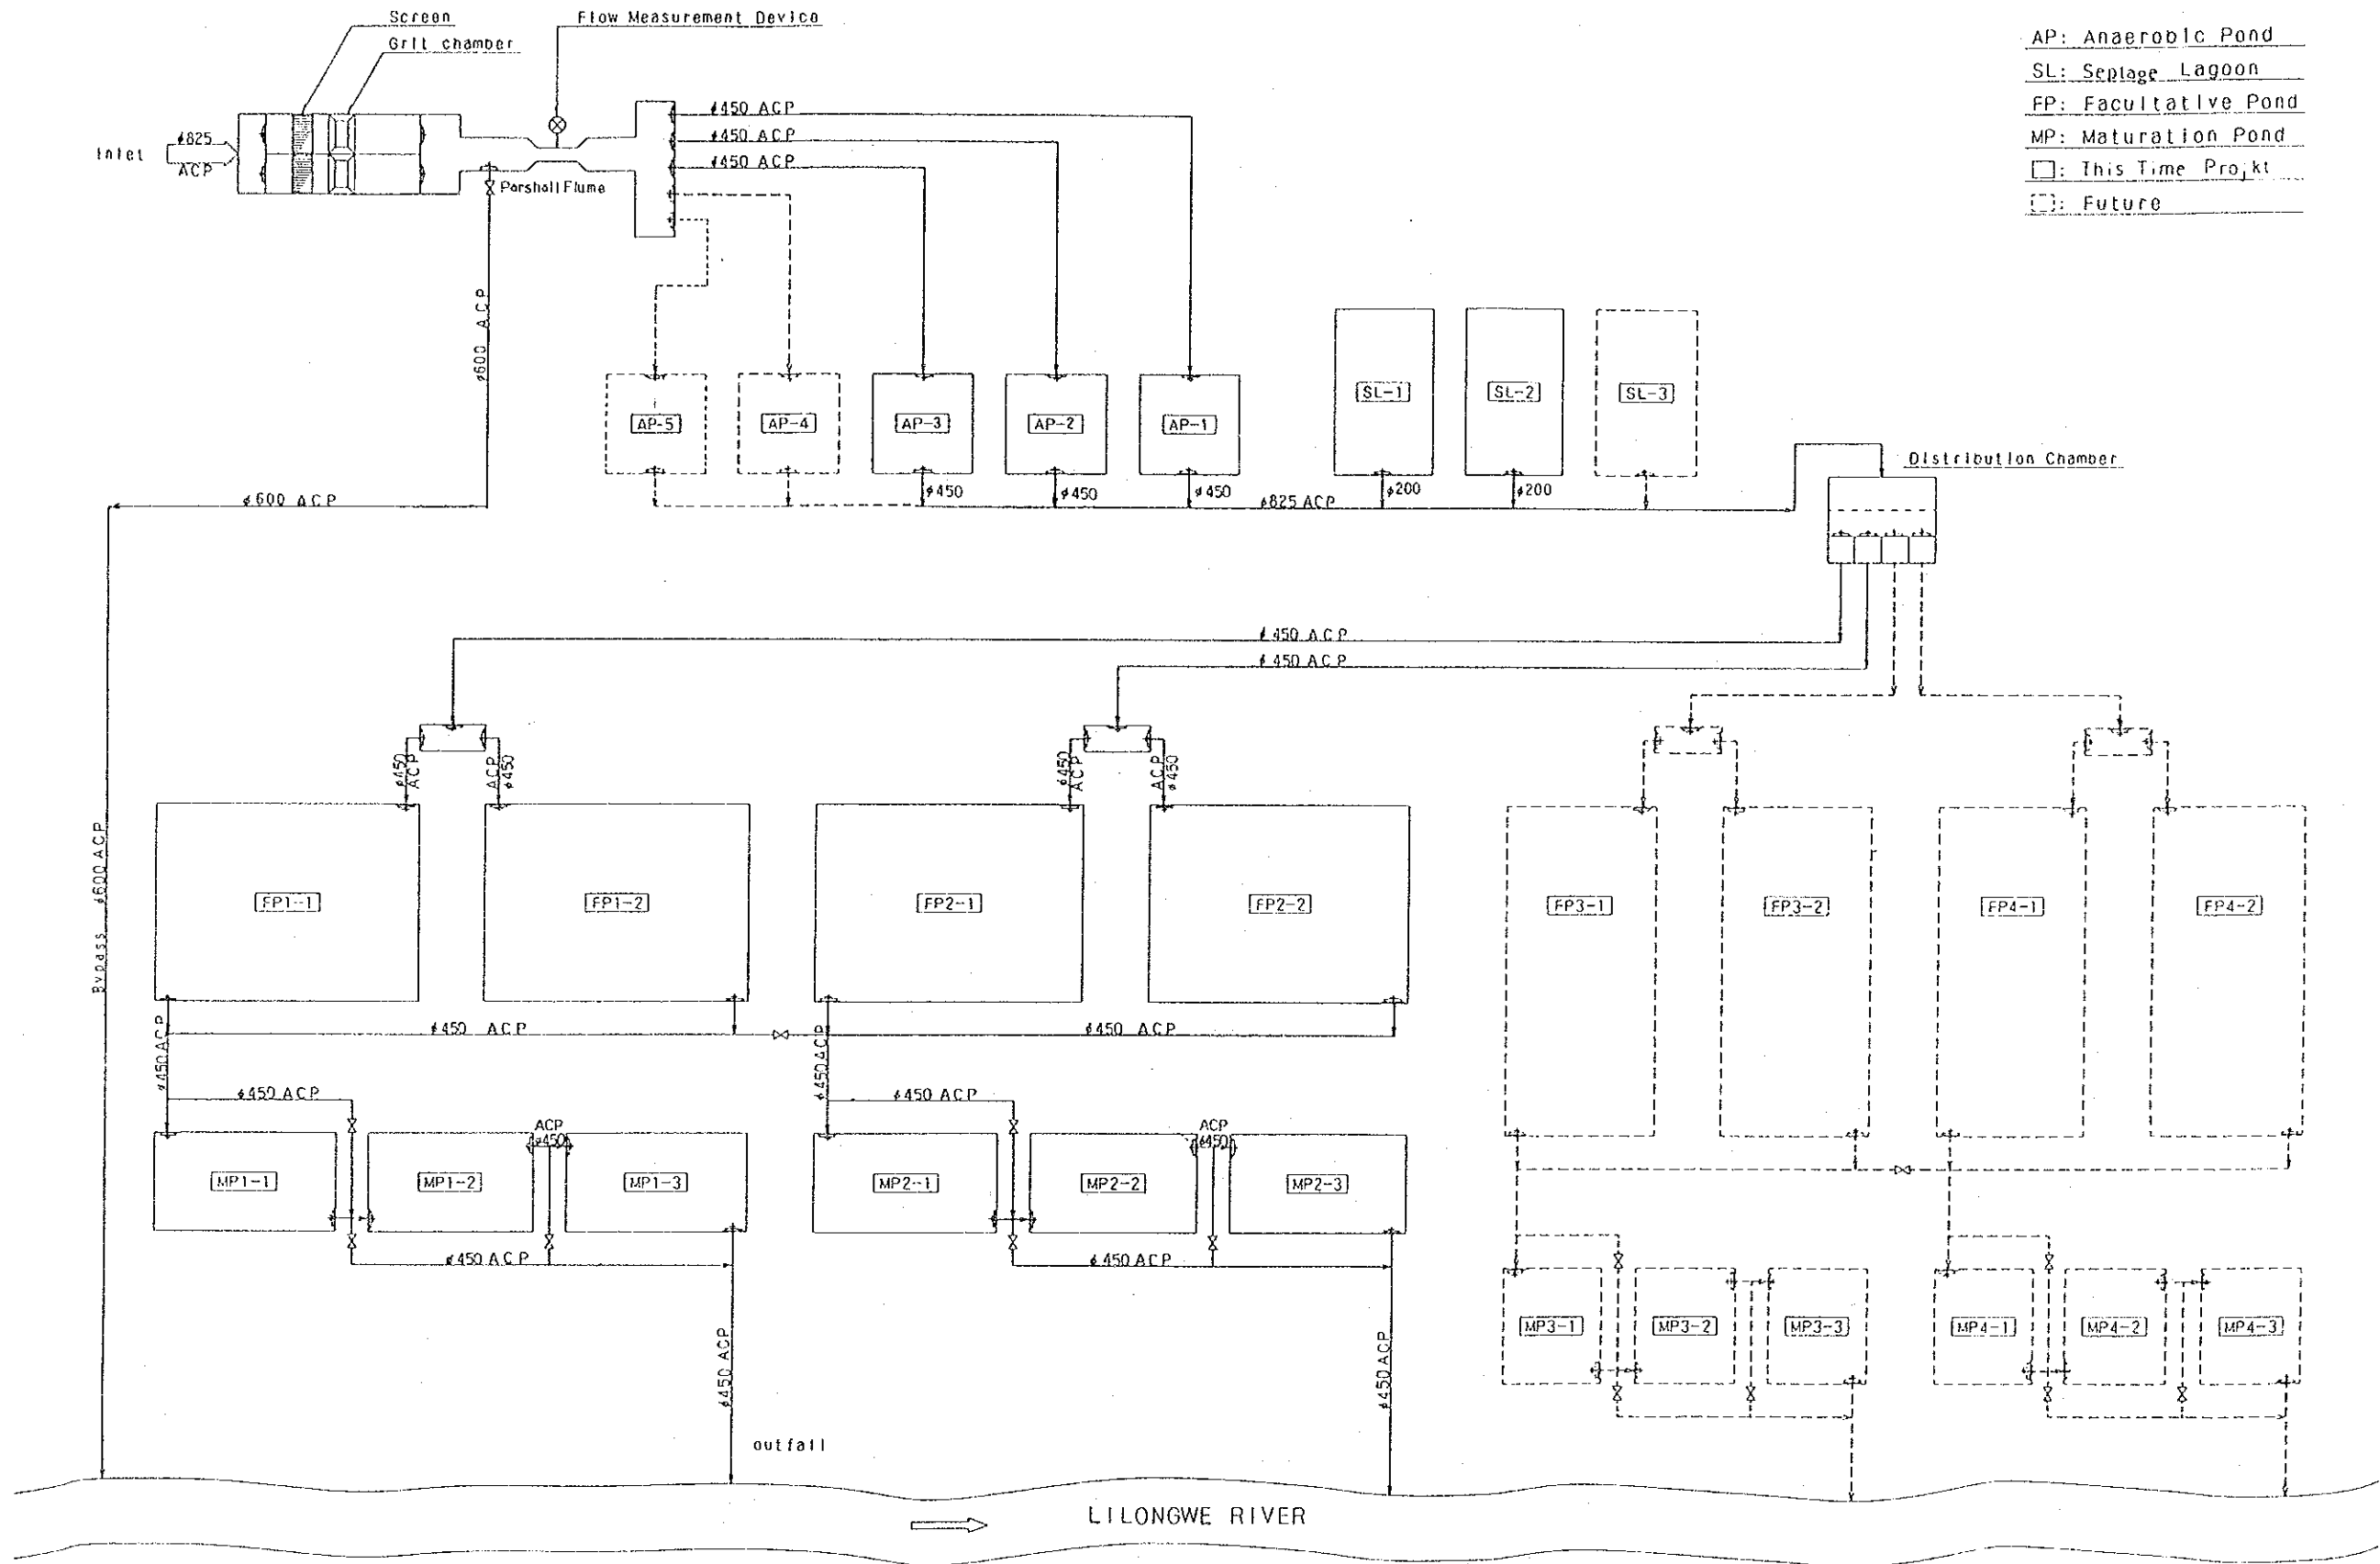 Screen
Flow Measurement Device
Grit chamber
AP: Anaerobic Pond
SL: Septage Lagoon
FP: Facultative Pond
MP: Maturation Pond
: This Time Projkt
: Future
Inlet
φ825
ACP
φ450 ACP
φ450 ACP
φ450 ACP
Parshall Flume
φ600 ACP
AP-5
AP-4
AP-3
AP-2
AP-1
SL-1
SL-2
SL-3
Distribution Chamber
φ600 ACP
φ450
φ450
φ450
φ825 ACP
φ200
φ200
φ450 ACP
φ450 ACP
φ450
ACP
ACP
φ450
φ450
ACP
ACP
φ450
Bypass φ600 ACP
FP1-1
FP1-2
FP2-1
FP2-2
FP3-1
FP3-2
FP4-1
FP4-2
φ450 ACP
φ450 ACP
φ450 ACP
φ450 ACP
φ450 ACP
φ450 ACP
ACP
φ450
ACP
φ450
MP1-1
MP1-2
MP1-3
MP2-1
MP2-2
MP2-3
φ450 ACP
φ450 ACP
MP3-1
MP3-2
MP3-3
MP4-1
MP4-2
MP4-3
φ450 ACP
φ450 ACP
outfall
LILONGWE RIVER